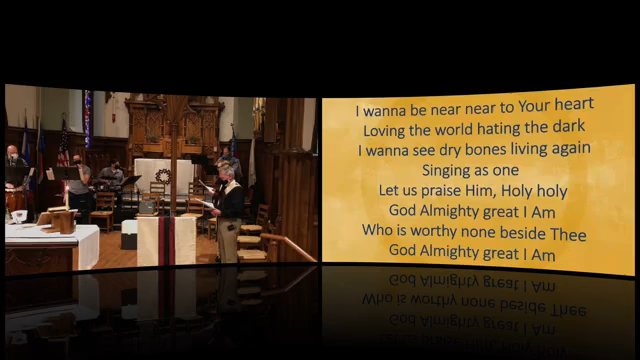 I wanna be near near to Your heart
Loving the world hating the dark
I wanna see dry bones living again
Singing as one
Let us praise Him, Holy holy
God Almighty great I Am
Who is worthy none beside Thee
God Almighty great I Am